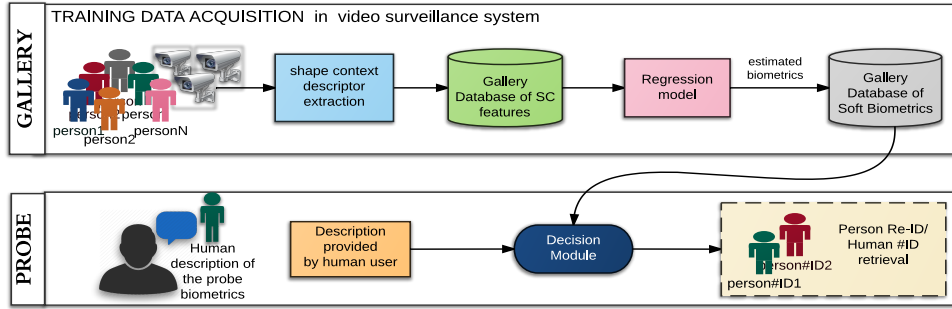 TRAINING DATA ACQUISITION in video surveillance system
GALLERY
person1
person2
person
personN
shape context
descriptor
extraction
Gallery
Database of SC
features
Regression
model
estimated
biometrics
Gallery
Database of
Soft Biometrics
PROBE
Human
description of
the probe
biometrics
Description
provided
by human user
Decision
Module
person#ID2
person#ID1
Person Re-ID/
Human #ID
retrieval